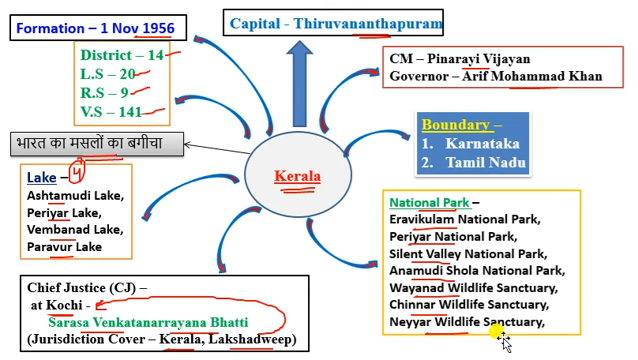 Formation – 1 Nov 1956
Capital - Thiruvananthapuram
District – 14
L.S – 20
R.S – 9
V.S - 141
CM – Pinarayi Vijayan
Governor – Arif Mohammad Khan
भारत का मसलों का बगीचा
Boundary –
1. Karnataka
2. Tamil Nadu
Kerala
Lake – 4
Ashtamudi Lake,
Periyar Lake,
Vembanad Lake,
Paravur Lake
National Park –
Eravikulam National Park,
Periyar National Park,
Silent Valley National Park,
Anamudi Shola National Park,
Wayanad Wildlife Sanctuary,
Chinnar Wildlife Sanctuary,
Neyyar Wildlife Sanctuary,
Chief Justice (CJ) –
at Kochi -
Sarasa Venkatanarrayana Bhatti
(Jurisdiction Cover – Kerala, Lakshadweep)